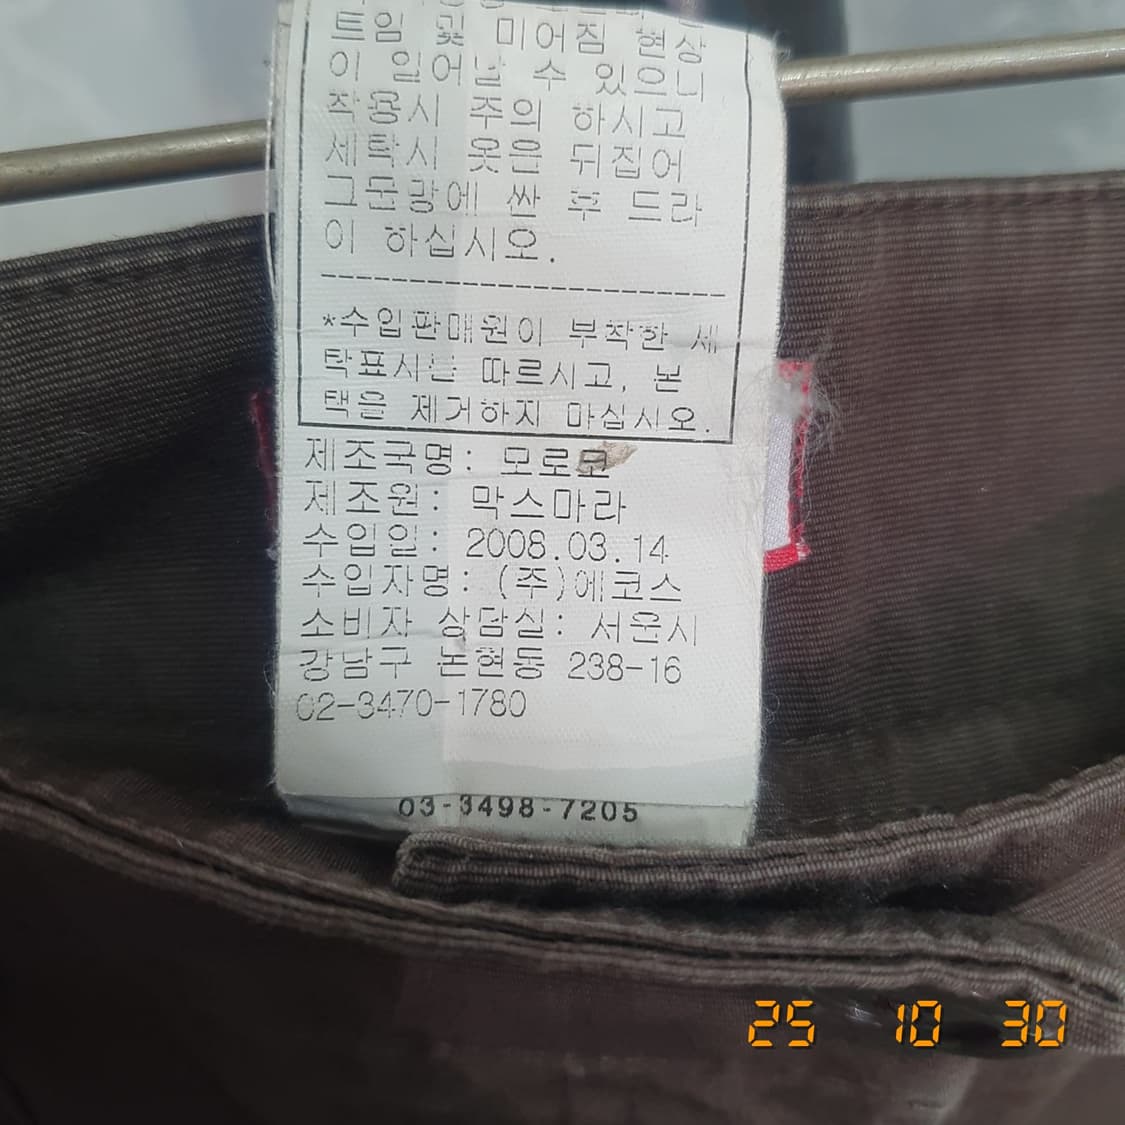 트임 및 미어짐 현상
이 일어날 수 있으니
착용시 주의 하시고
세탁시 옷은 뒤집어
그문망에 싼 후 드라
이 하십시오.
*수입판매원이 부착한 세
탁표시는 따르시고, 본
택을 제거하지 마십시오.
제조국명: 모로코
제조원: 막스마라
수입일: 2008.03.14
수입자명: (주)에코스
소비자 상담실: 서울시
강남구 논현동 238-16
02-3470-1780
03-3498-7205
25 10 30